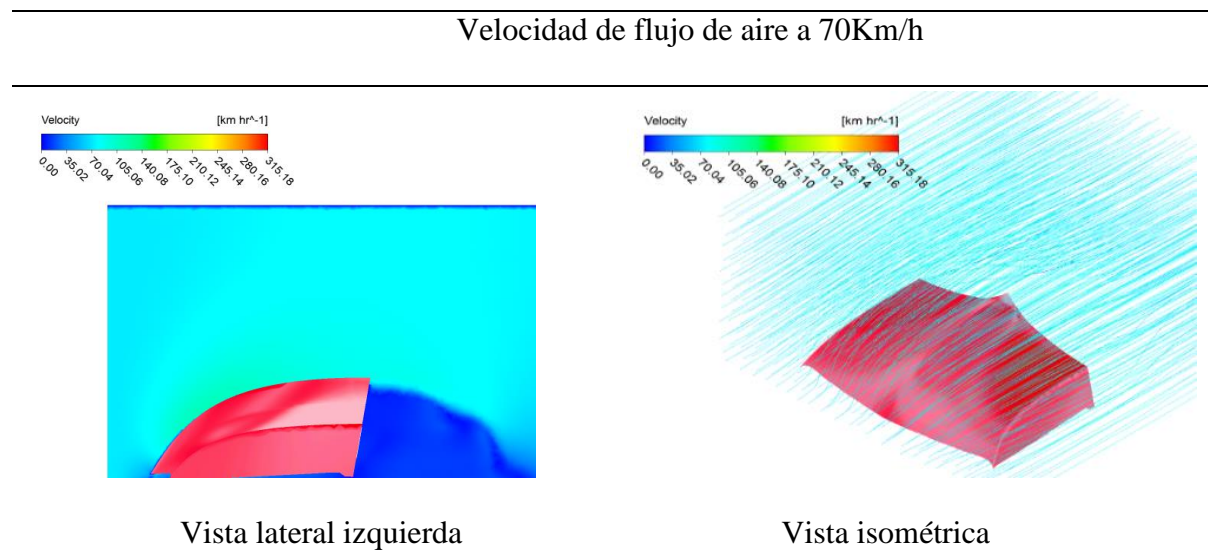 Velocidad de flujo de aire a 70Km/h
Velocity [km hr^-1]
0.00 35.02 70.04 105.06 140.08 175.10 210.12 245.14 280.16 315.18
Velocity [km hr^-1]
0.00 35.02 70.04 105.06 140.08 175.10 210.12 245.14 280.16 315.18
Vista lateral izquierda
Vista isométrica